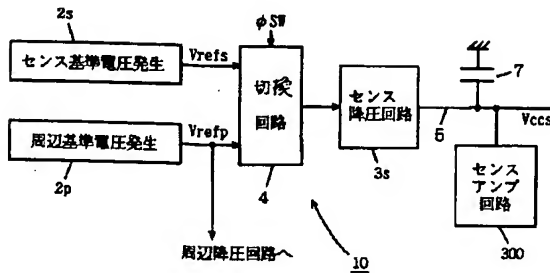 2s
φSW
センス基準電圧発生
Vrefs
切換
回路
センス
降圧回路
7
周辺基準電圧発生
Vrefp
5
Vccs
2p
4
3s
センス
アンプ
回路
周辺降圧回路へ
10
300